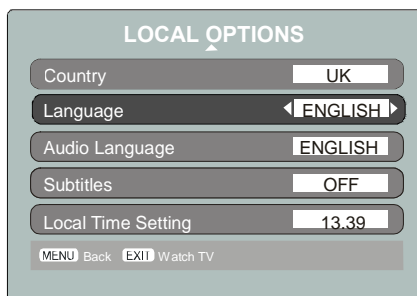 LOCAL OPTIONS
Country UK
Language ENGLISH
Audio Language ENGLISH
Subtitles OFF
Local Time Setting 13.39
MENU Back EXIT Watch TV